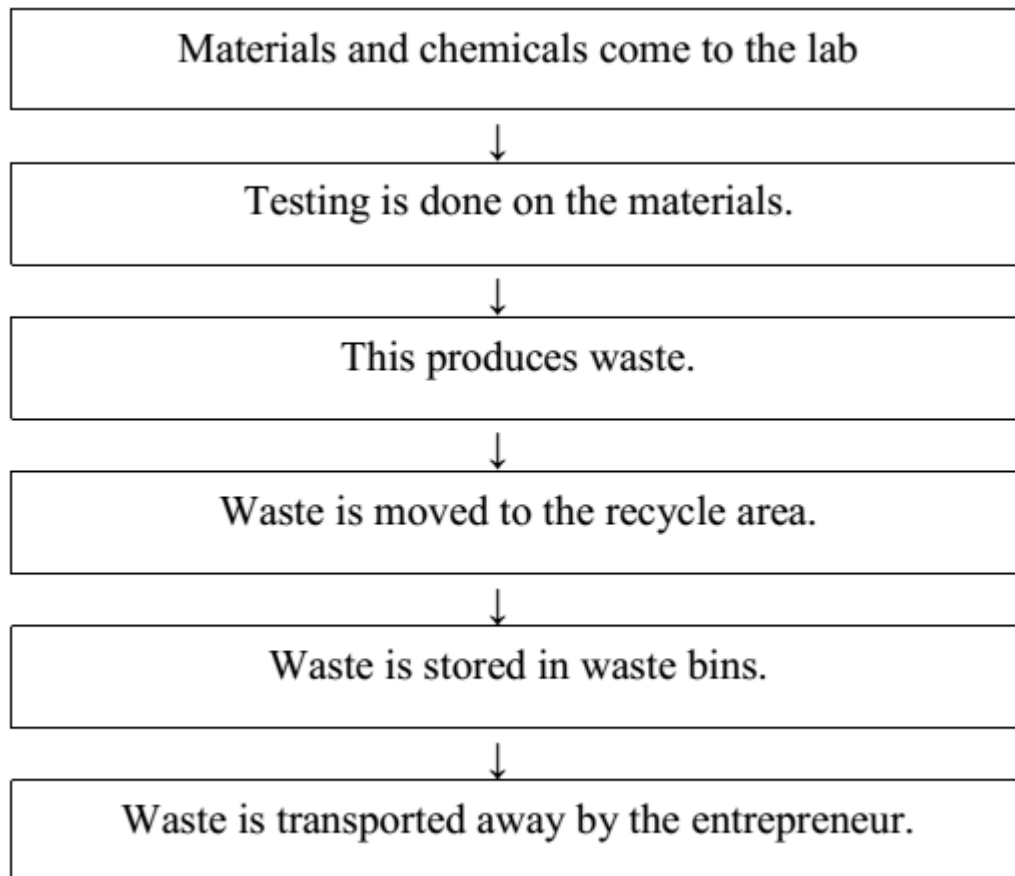 Materials and chemicals come to the lab
↓
Testing is done on the materials.
↓
This produces waste.
↓
Waste is moved to the recycle area.
↓
Waste is stored in waste bins.
↓
Waste is transported away by the entrepreneur.